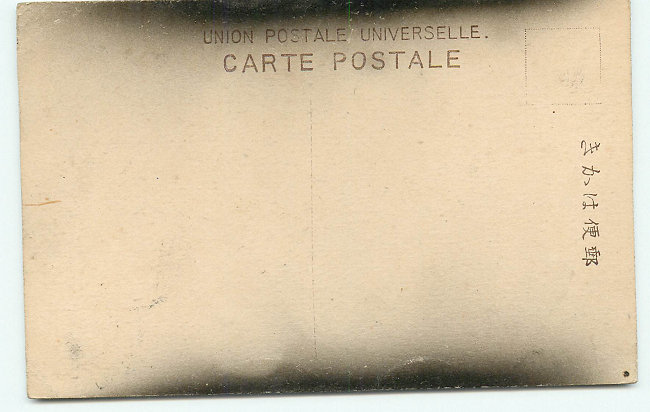 UNION POSTALE UNIVERSELLE.
CARTE POSTALE
郵便はかき